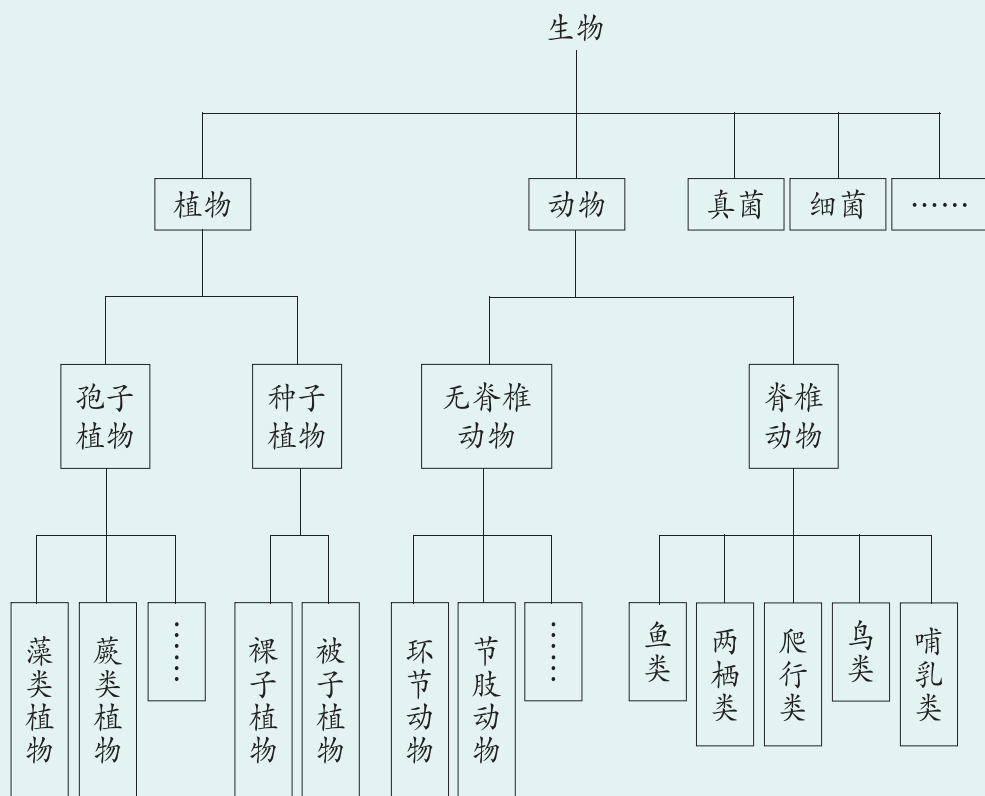 生物
植物
动物
真菌
细菌
……
孢子
植物
种子
植物
无脊椎
动物
脊椎
动物
藻类植物
蕨类植物
……
裸子植物
被子植物
环节动物
节肢动物
……
鱼类
两栖类
爬行类
鸟类
哺乳类